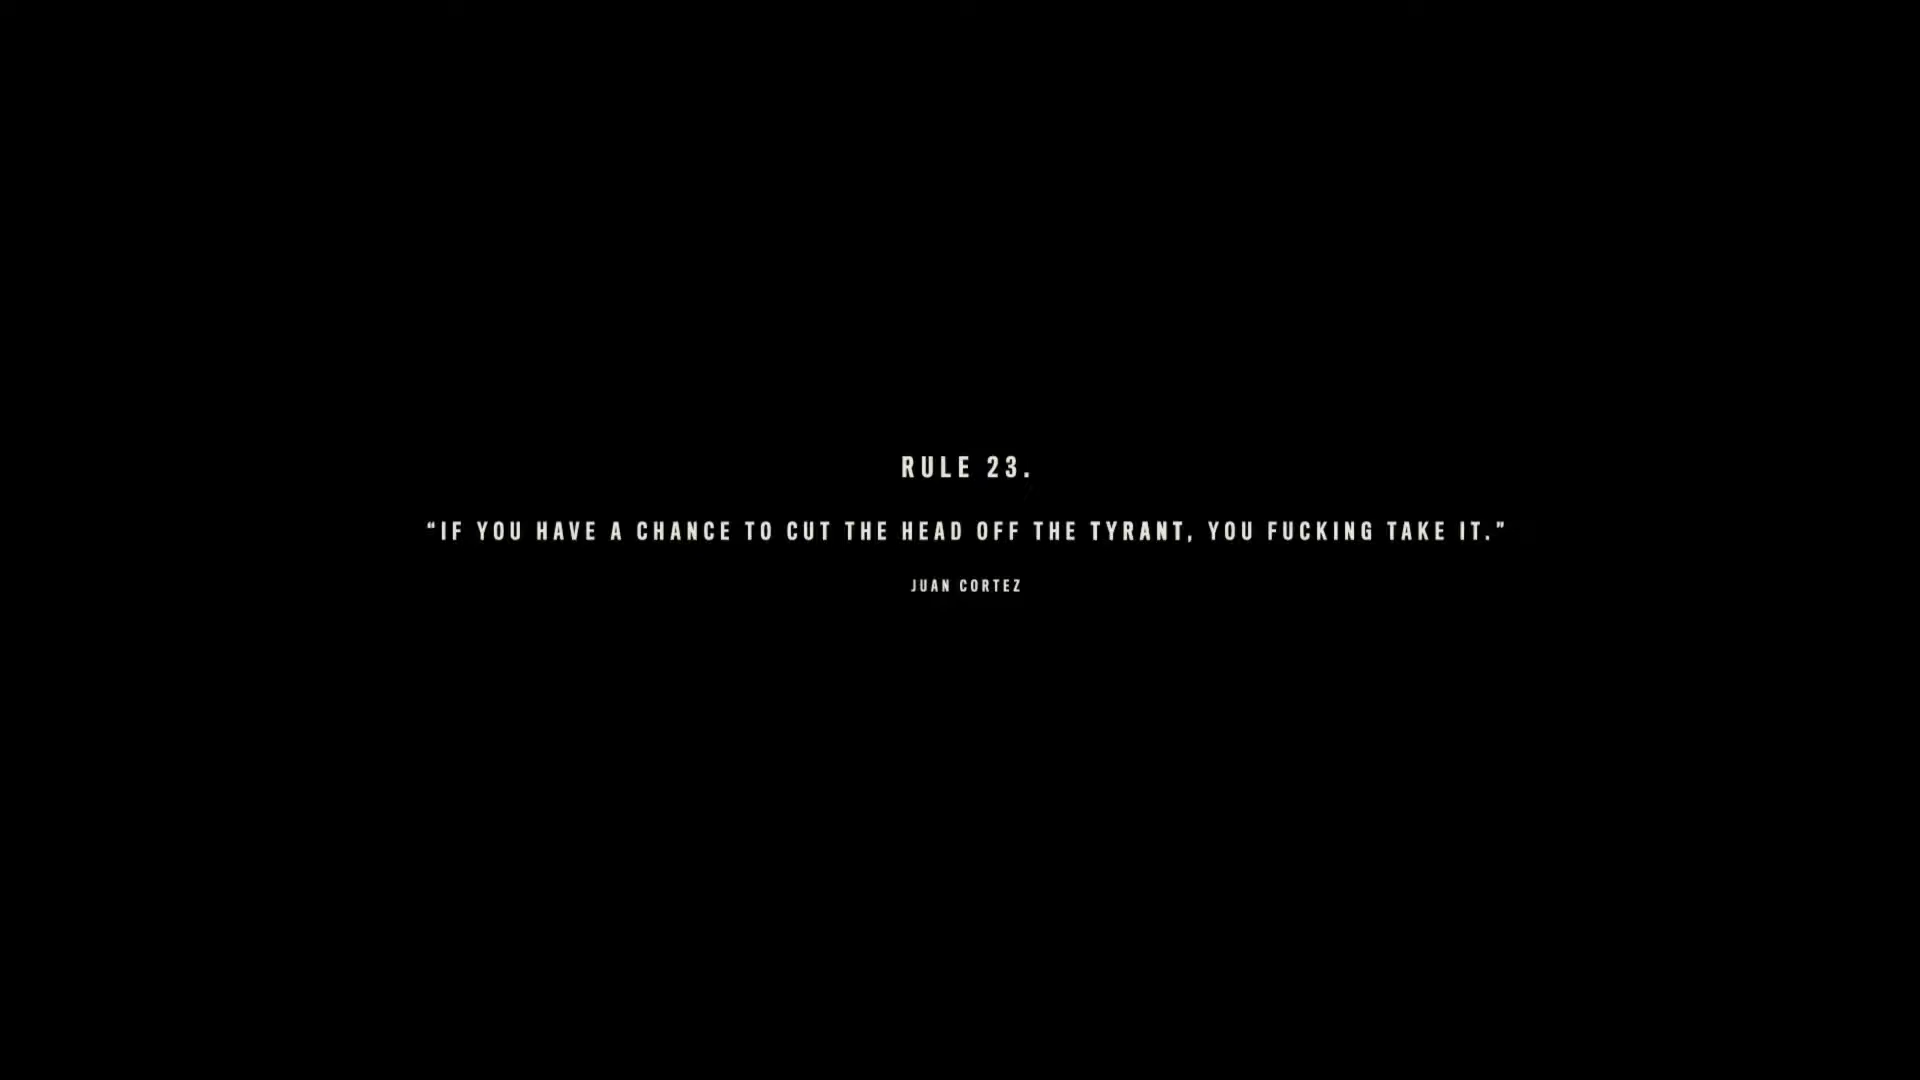 RULE 23.
“IF YOU HAVE A CHANCE TO CUT THE HEAD OFF THE TYRANT, YOU FUCKING TAKE IT.”
JUAN CORTEZ